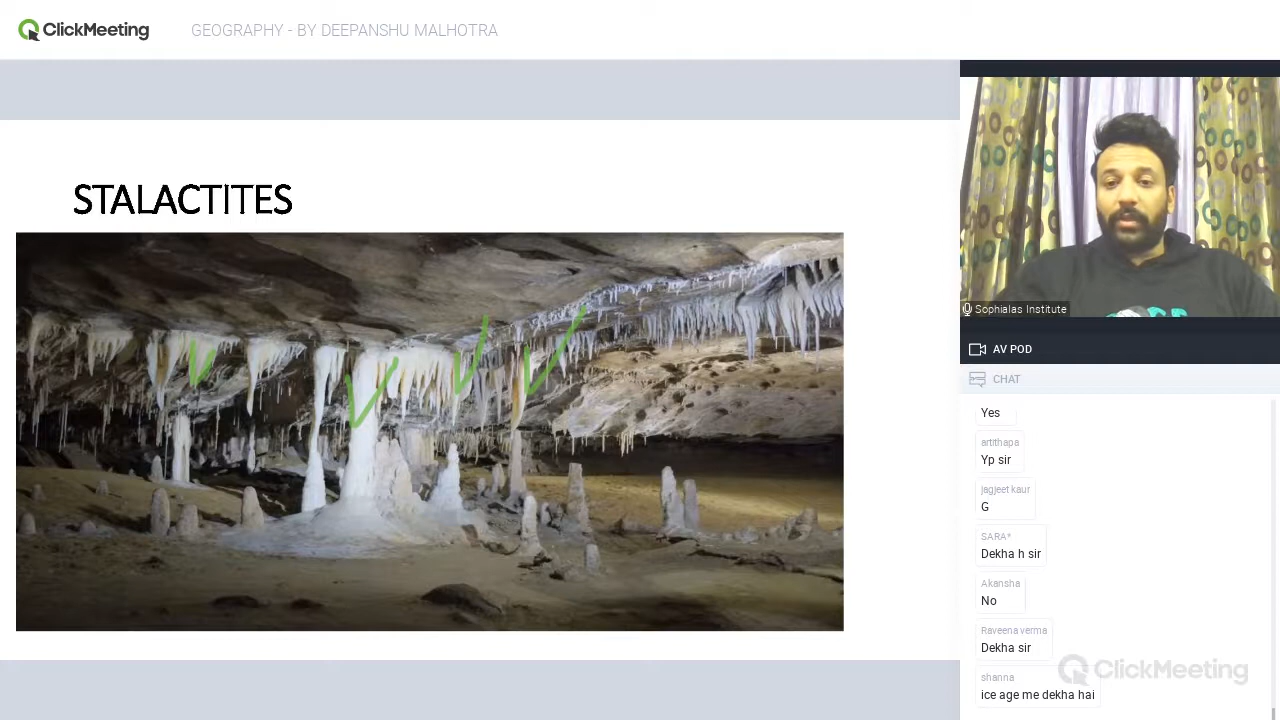 ClickMeeting
GEOGRAPHY - BY DEEPANSHU MALHOTRA
STALACTITES
Sophialas Institute
AV POD
CHAT
Yes
artithapa
Yp sir
jagjeet kaur
G
SARA*
Dekha h sir
Akansha
No
Raveena verma
Dekha sir
shanna
ice age me dekha hai
ClickMeeting